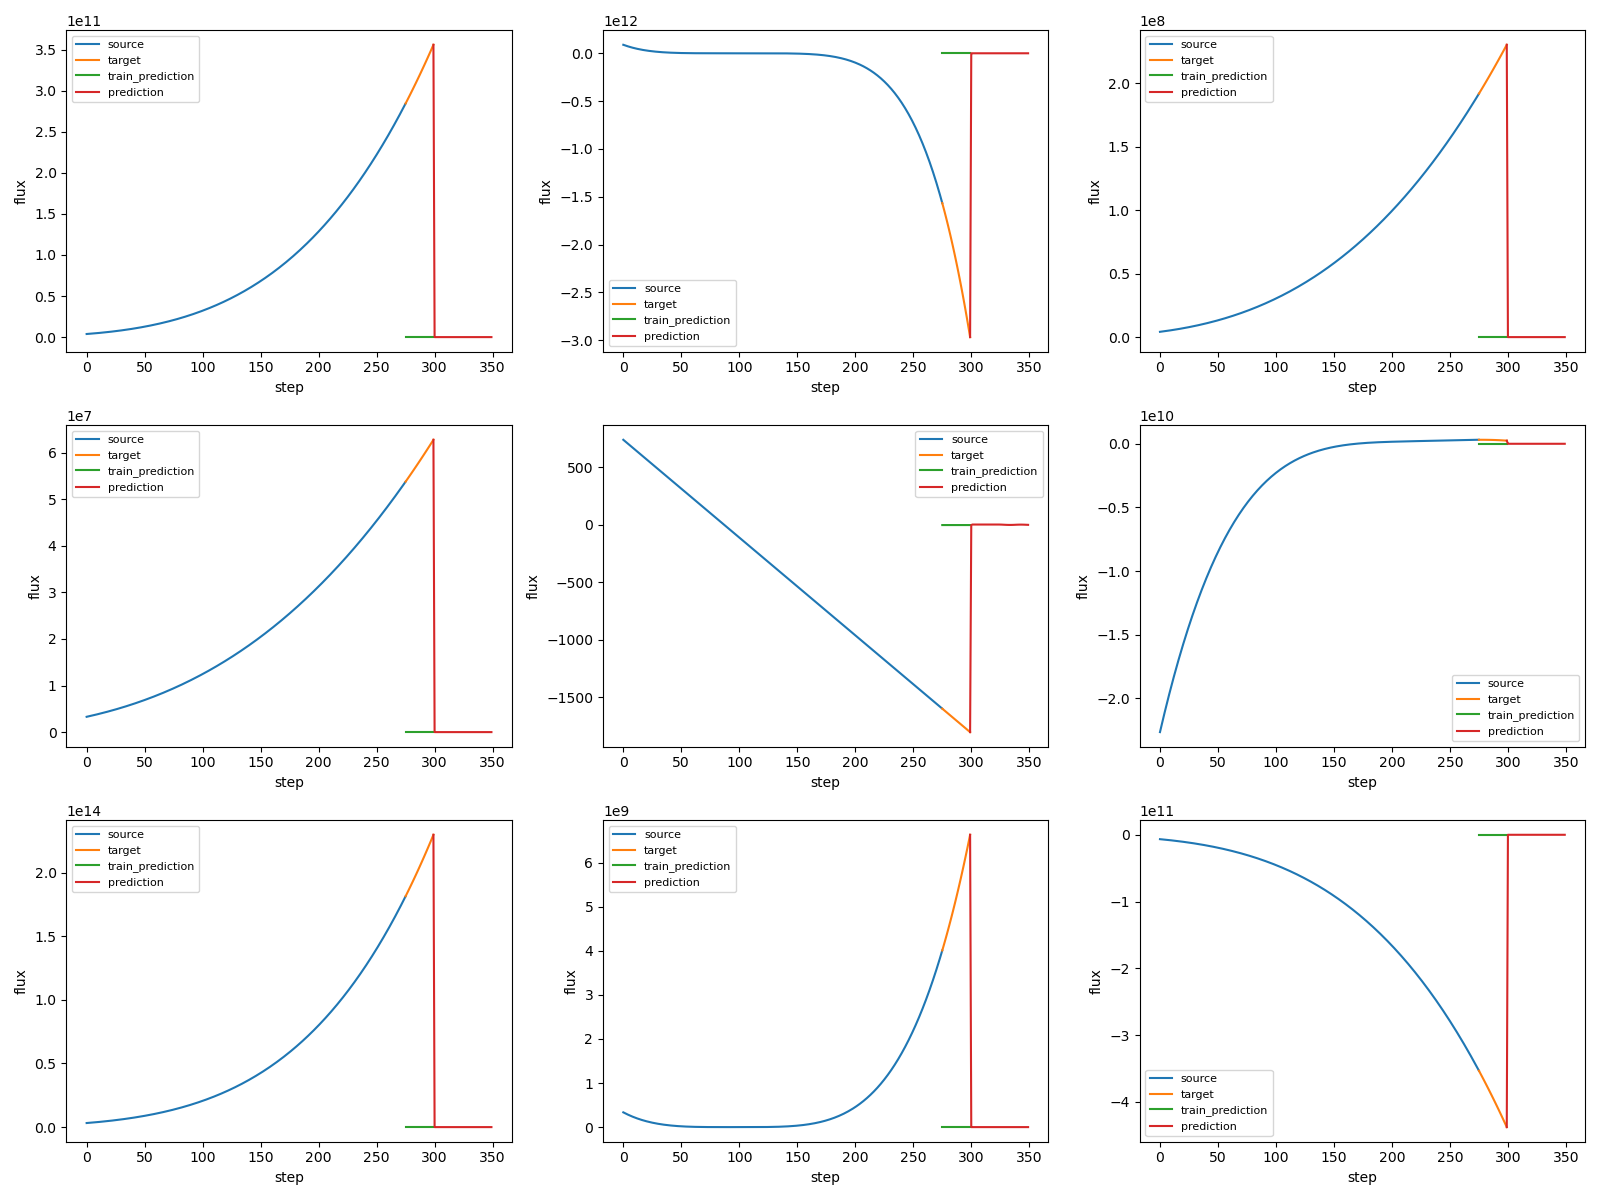 1e11
3.5
3.0
2.5
2.0
1.5
1.0
0.5
0.0
flux
source
target
train_prediction
prediction
0 50 100 150 200 250 300 350
step
1e12
0.0
−0.5
−1.0
−1.5
−2.0
−2.5
−3.0
flux
source
target
train_prediction
prediction
0 50 100 150 200 250 300 350
step
1e8
2.0
1.5
1.0
0.5
0.0
flux
source
target
train_prediction
prediction
0 50 100 150 200 250 300 350
step
1e7
6
5
4
3
2
1
0
flux
source
target
train_prediction
prediction
0 50 100 150 200 250 300 350
step
500
0
−500
−1000
−1500
flux
source
target
train_prediction
prediction
0 50 100 150 200 250 300 350
step
1e10
0.0
−0.5
−1.0
−1.5
−2.0
flux
source
target
train_prediction
prediction
0 50 100 150 200 250 300 350
step
1e14
2.0
1.5
1.0
0.5
0.0
flux
source
target
train_prediction
prediction
0 50 100 150 200 250 300 350
step
1e9
6
5
4
3
2
1
0
flux
source
target
train_prediction
prediction
0 50 100 150 200 250 300 350
step
1e11
0
−1
−2
−3
−4
flux
source
target
train_prediction
prediction
0 50 100 150 200 250 300 350
step